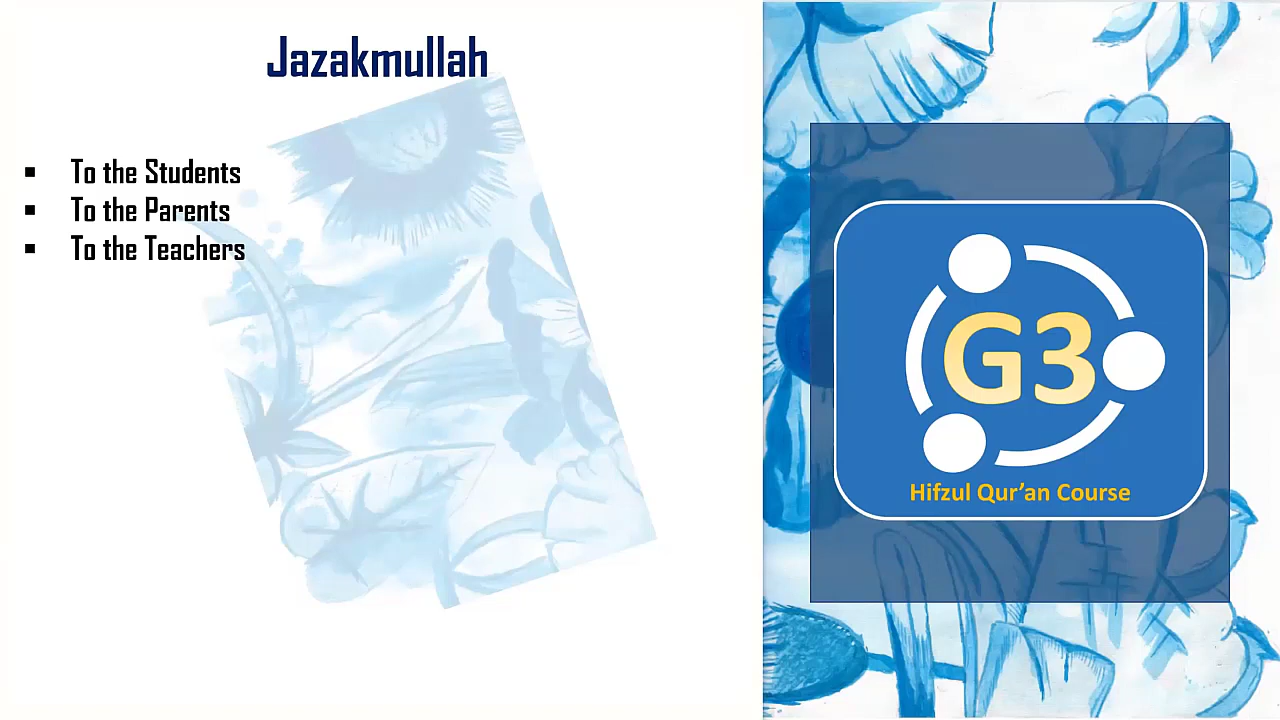 Jazakmullah
▪ To the Students
▪ To the Parents
▪ To the Teachers
G3
Hifzul Qur’an Course